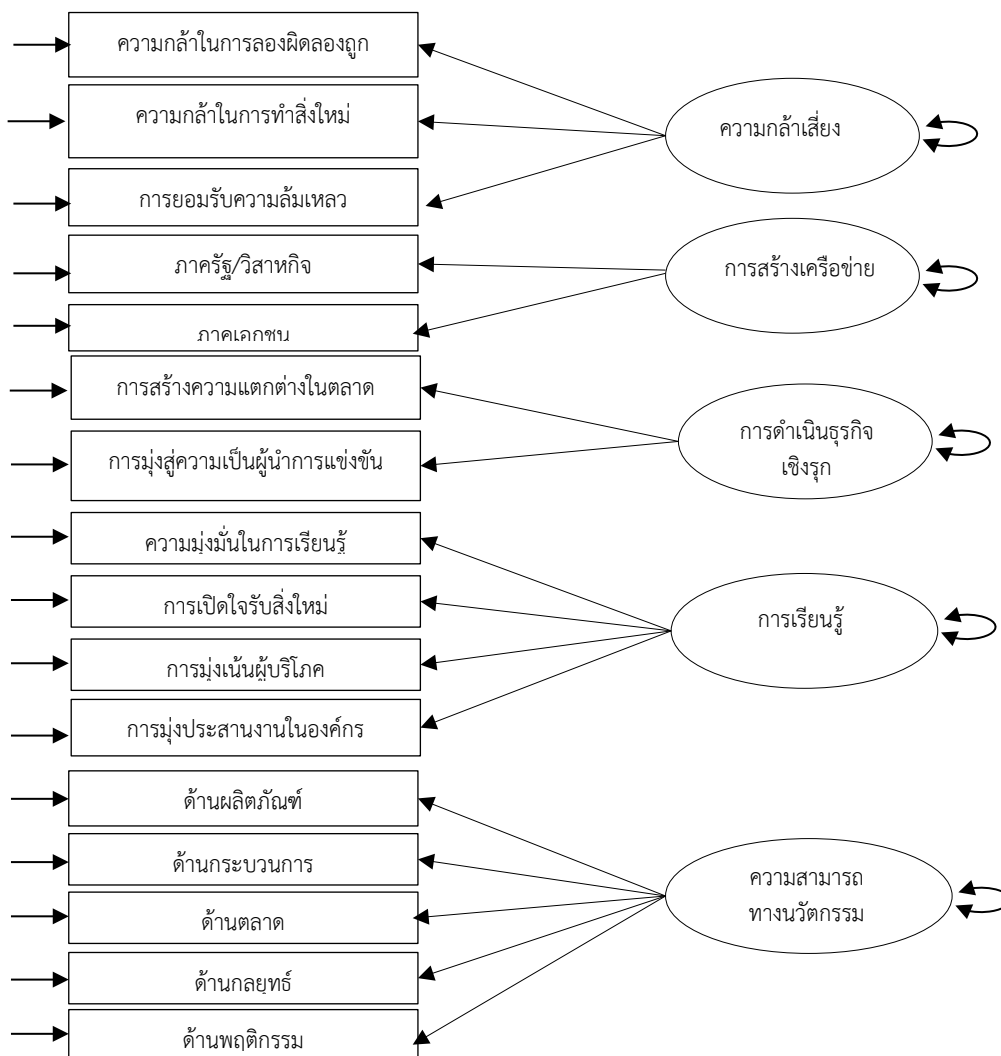 ความกล้าในการลองผิดลองถูก
ความกล้าในการทำสิ่งใหม่
การยอมรับความล้มเหลว
ความกล้าเสี่ยง
ภาครัฐ/วิสาหกิจ
ภาคเอกชน
การสร้างเครือข่าย
การสร้างความแตกต่างในตลาด
การมุ่งสู่ความเป็นผู้นำการแข่งขัน
การดำเนินธุรกิจ
เชิงรุก
ความมุ่งมั่นในการเรียนรู้
การเปิดใจรับสิ่งใหม่
การมุ่งเน้นผู้บริโภค
การมุ่งประสานงานในองค์กร
การเรียนรู้
ด้านผลิตภัณฑ์
ด้านกระบวนการ
ด้านตลาด
ด้านกลยุทธ์
ด้านพฤติกรรม
ความสามารถ
ทางนวัตกรรม